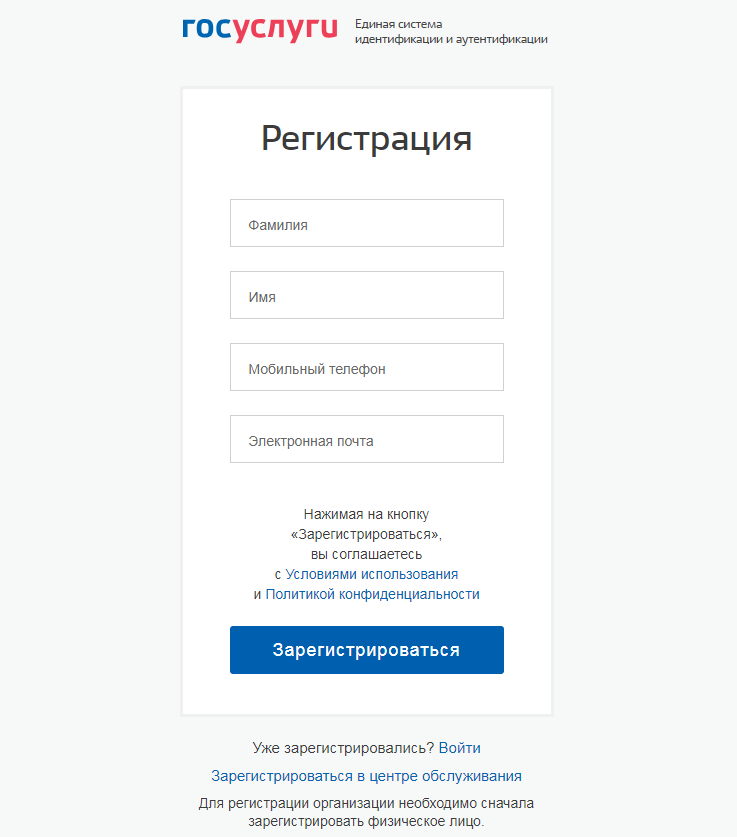 госуслуги
Единая система
идентификации и аутентификации
Регистрация
Фамилия
Имя
Мобильный телефон
Электронная почта
Нажимая на кнопку
«Зарегистрироваться»,
вы соглашаетесь
с Условиями использования
и Политикой конфиденциальности
Зарегистрироваться
Уже зарегистрировались? Войти
Зарегистрироваться в центре обслуживания
Для регистрации организации необходимо сначала
зарегистрировать физическое лицо.